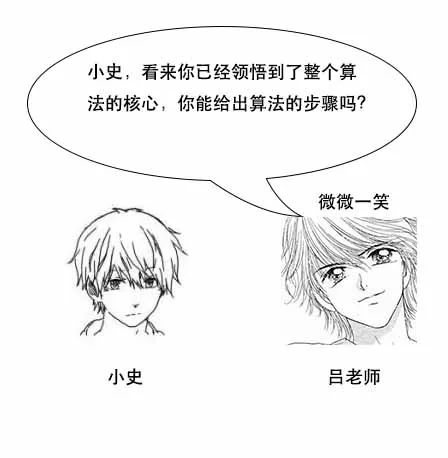 小史，看来你已经领悟到了整个算
法的核心，你能给出算法的步骤吗？
微微一笑
小史
吕老师